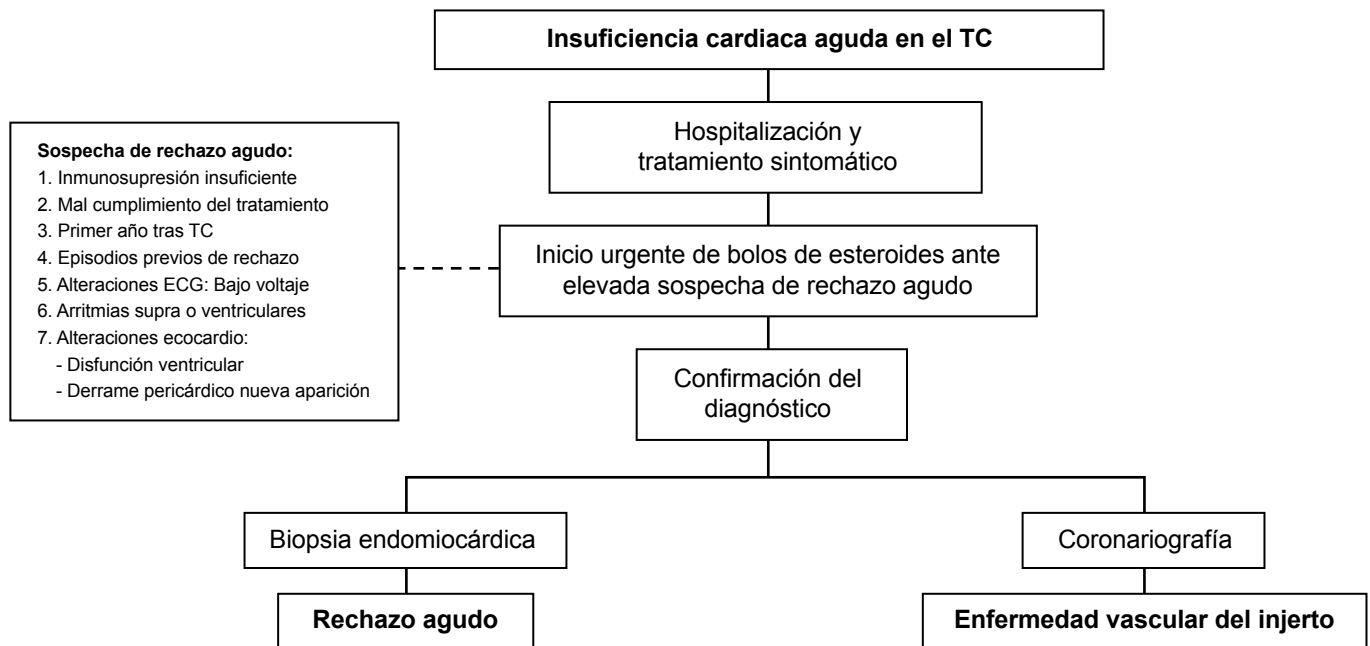 Insuficiencia cardiaca aguda en el TC
Hospitalización y
tratamiento sintomático
Sospecha de rechazo agudo:
1. Inmunosupresión insuficiente
2. Mal cumplimiento del tratamiento
3. Primer año tras TC
4. Episodios previos de rechazo
5. Alteraciones ECG: Bajo voltaje
6. Arritmias supra o ventriculares
7. Alteraciones ecocardio:
- Disfunción ventricular
- Derrame pericárdico nueva aparición
Inicio urgente de bolos de esteroides ante
elevada sospecha de rechazo agudo
Confirmación del
diagnóstico
Biopsia endomiocárdica
Coronariografía
Rechazo agudo
Enfermedad vascular del injerto